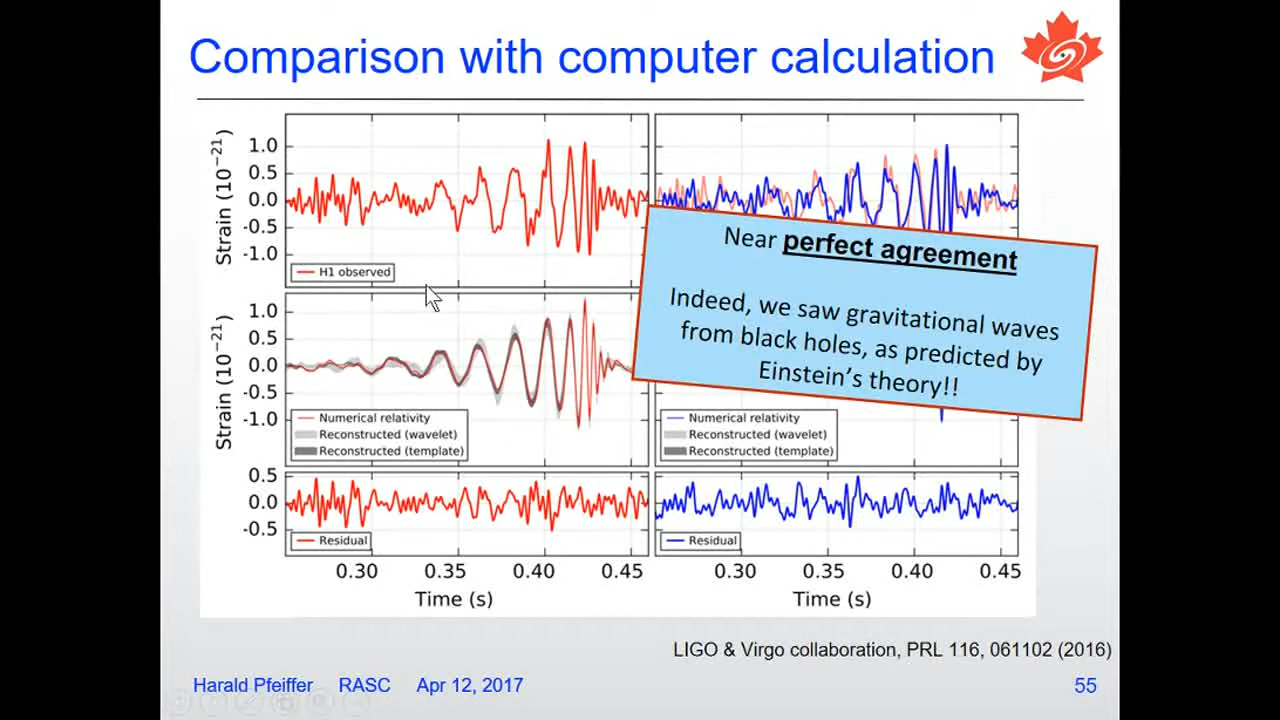 Comparison with computer calculation
Strain (10⁻²¹)
1.0
0.5
0.0
-0.5
-1.0
H1 observed
Near perfect agreement
Indeed, we saw gravitational waves
from black holes, as predicted by
Einstein's theory!!
Strain (10⁻²¹)
1.0
0.5
0.0
-0.5
-1.0
Numerical relativity
Reconstructed (wavelet)
Reconstructed (template)
Numerical relativity
Reconstructed (wavelet)
Reconstructed (template)
0.5
0.0
-0.5
Residual
Residual
0.30 0.35 0.40 0.45
0.30 0.35 0.40 0.45
Time (s)
Time (s)
LIGO & Virgo collaboration, PRL 116, 061102 (2016)
Harald Pfeiffer RASC Apr 12, 2017 55